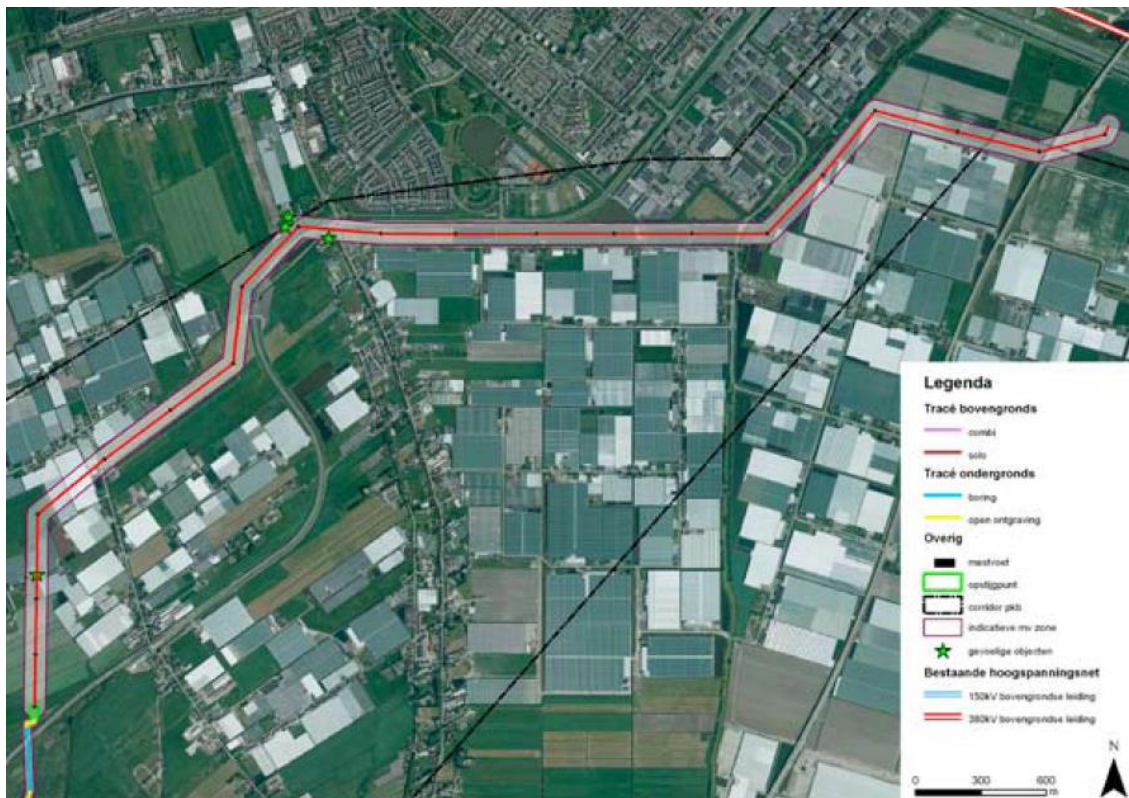 Legenda
Tracé bovengronds
combi
solo
Tracé ondergronds
boring
open ontgraving
Overig
mastvoet
opstijgpunt
corridor pkb
indicatieve mv zone
gevoelige objecten
Bestaande hoogspanningsnet
150kV bovengrondse leiding
380kV bovengrondse leiding
N
0 300 600
m